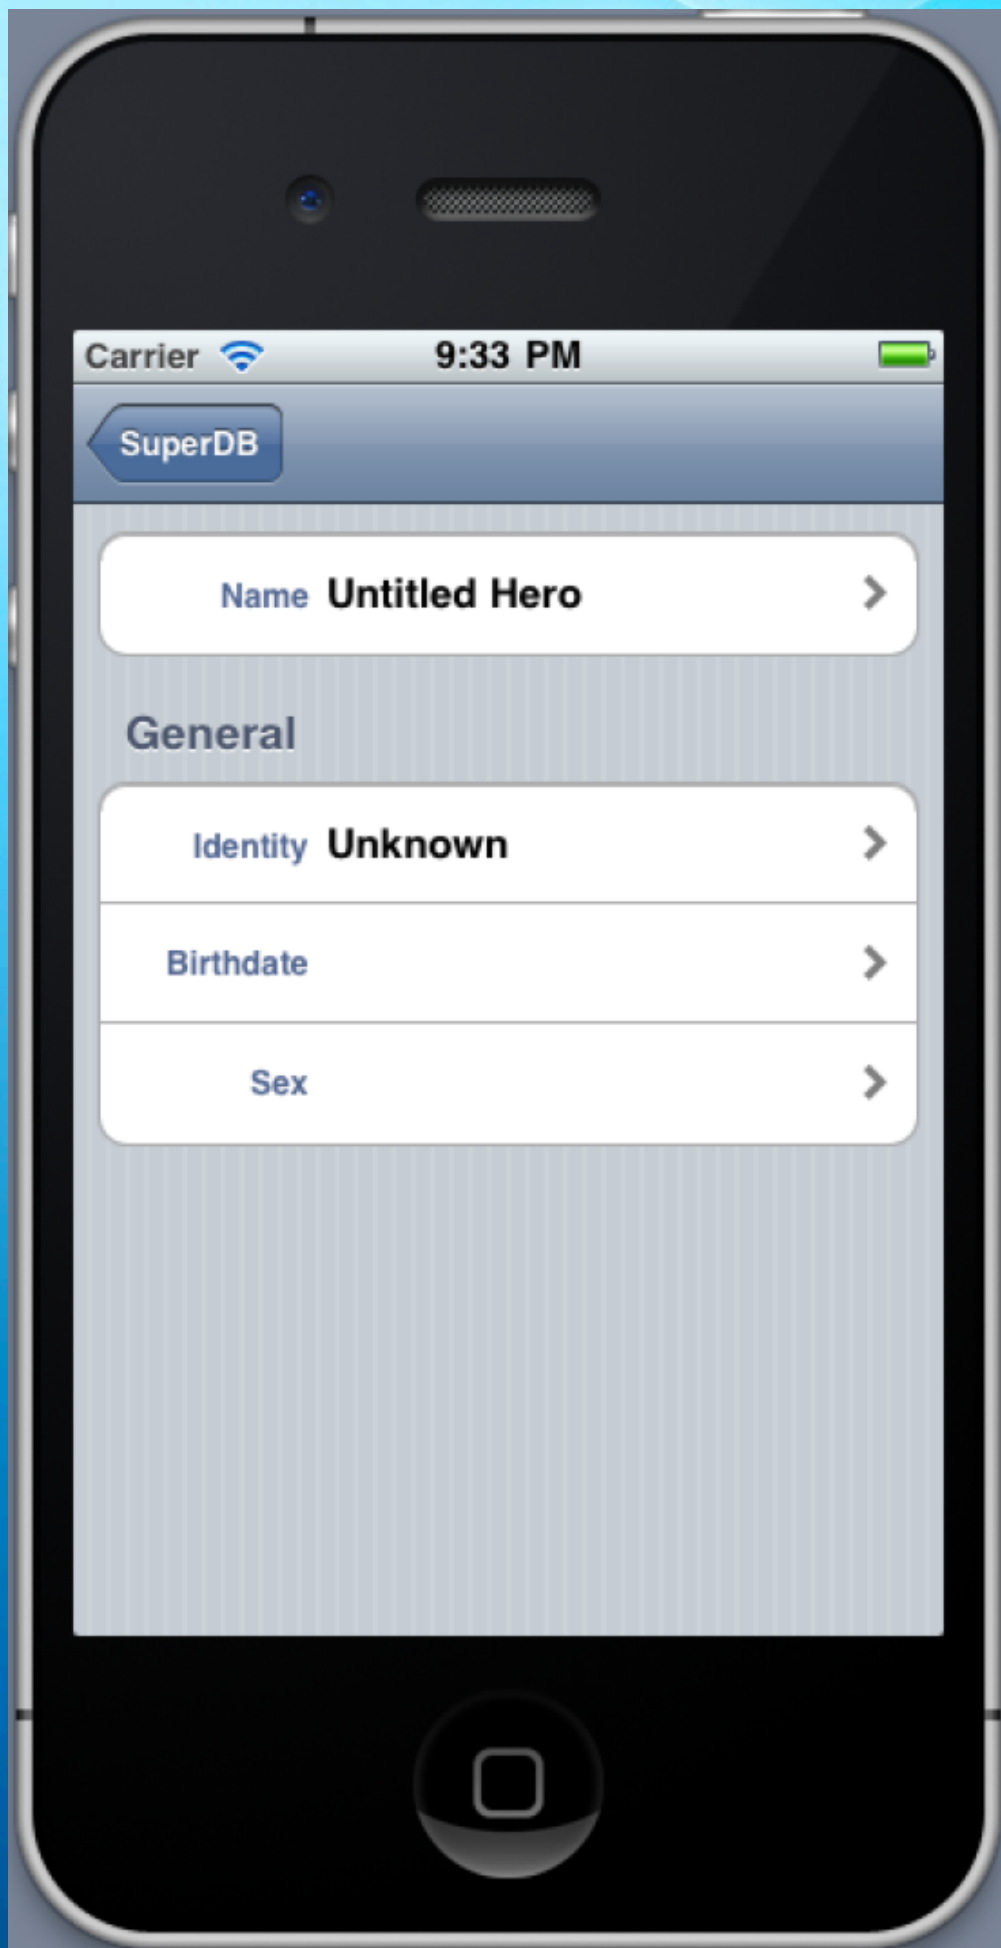 Carrier 9:33 PM
SuperDB
Name Untitled Hero
General
Identity Unknown
Birthdate
Sex